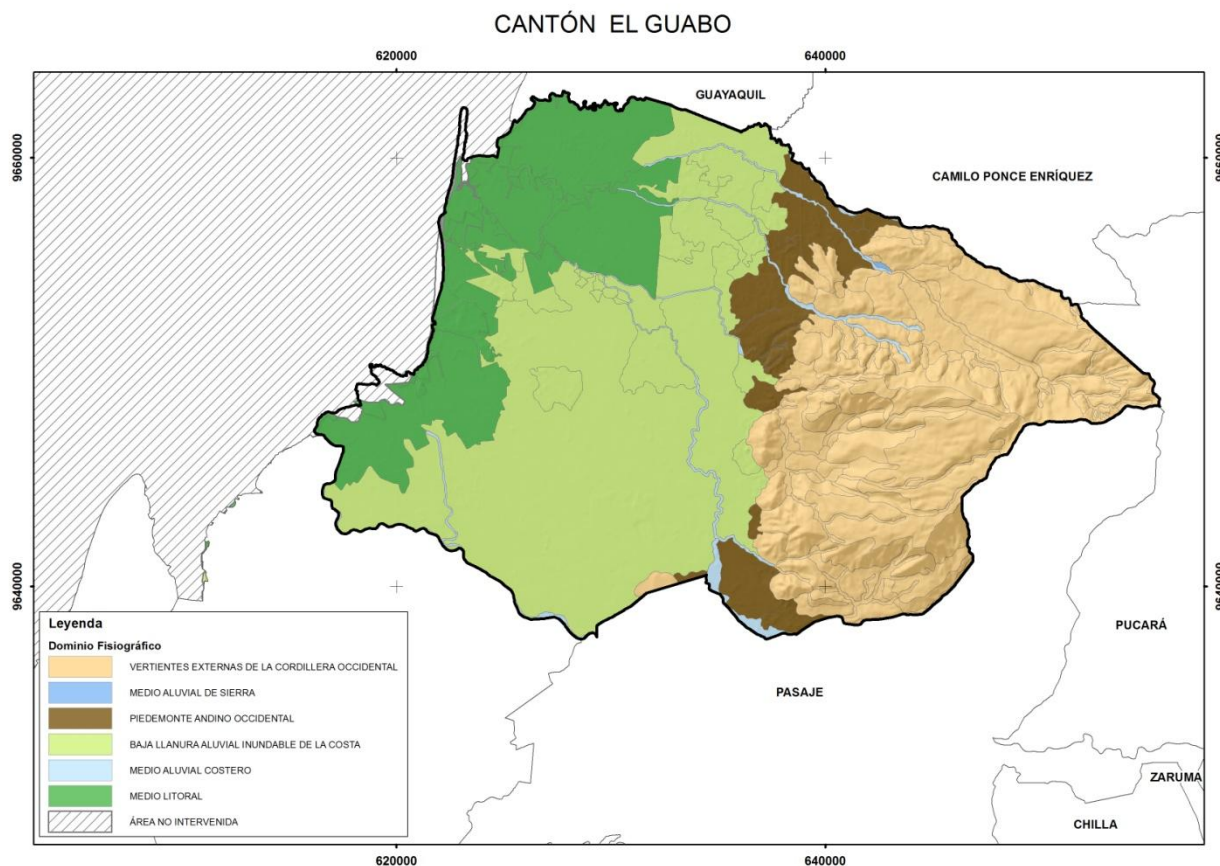 CANTÓN EL GUABO
620000
640000
GUAYAQUIL
9660000
9660000
CAMILO PONCE ENRÍQUEZ
9640000
9640000
PUCARÁ
PASAJE
ZARUMA
CHILLA
Leyenda
Dominio Fisiográfico
VERTIENTES EXTERNAS DE LA CORDILLERA OCCIDENTAL
MEDIO ALUVIAL DE SIERRA
PIEDEMONTE ANDINO OCCIDENTAL
BAJA LLANURA ALUVIAL INUNDABLE DE LA COSTA
MEDIO ALUVIAL COSTERO
MEDIO LITORAL
ÁREA NO INTERVENIDA
620000
640000